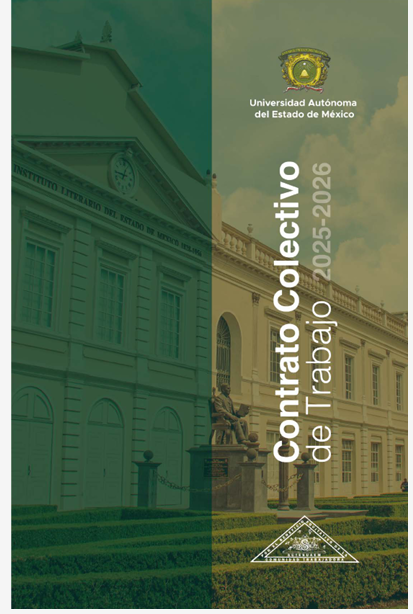 Universidad Autónoma
del Estado de México
Contrato Colectivo
de Trabajo 2025-2026
INSTITUTO LITERARIO DEL ESTADO DE MEXICO